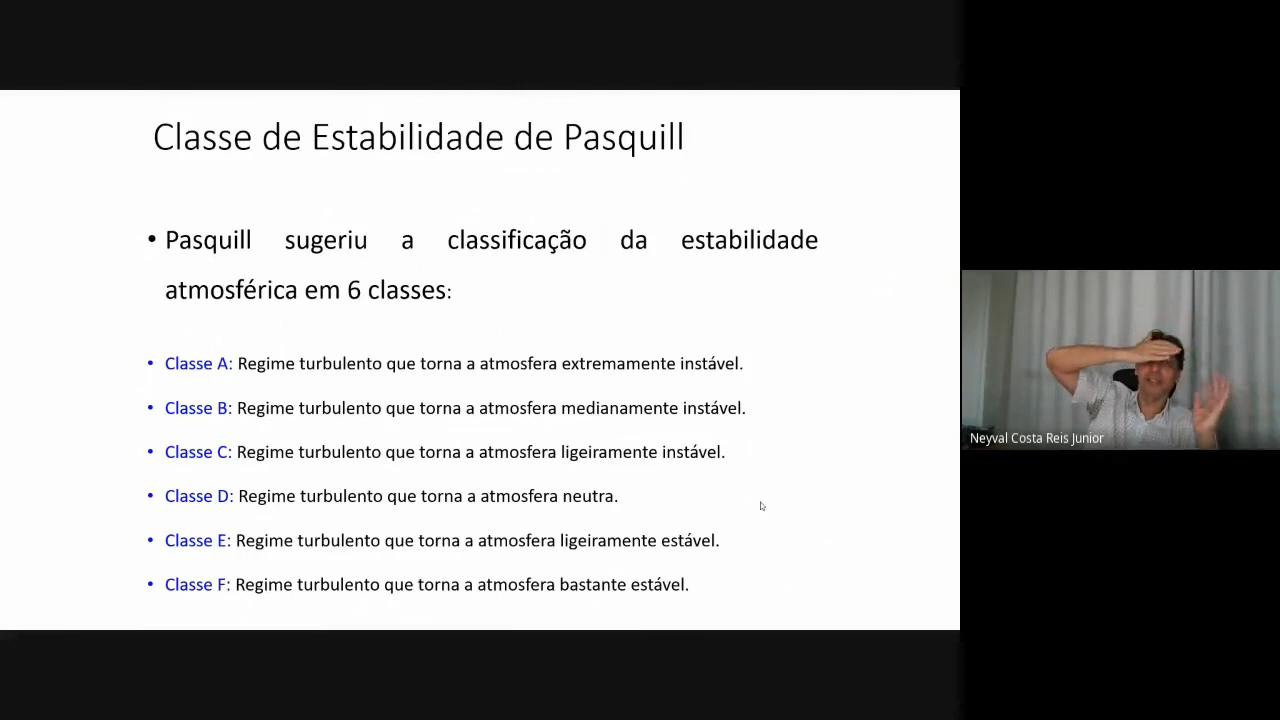 Classe de Estabilidade de Pasquill
• Pasquill sugeriu a classificação da estabilidade
atmosférica em 6 classes:
• Classe A: Regime turbulento que torna a atmosfera extremamente instável.
• Classe B: Regime turbulento que torna a atmosfera medianamente instável.
• Classe C: Regime turbulento que torna a atmosfera ligeiramente instável.
• Classe D: Regime turbulento que torna a atmosfera neutra.
• Classe E: Regime turbulento que torna a atmosfera ligeiramente estável.
• Classe F: Regime turbulento que torna a atmosfera bastante estável.
Neyval Costa Reis Junior